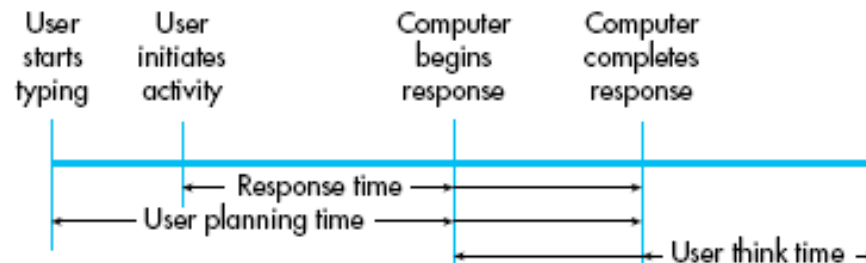 User
starts
typing
User
initiates
activity
Computer
begins
response
Computer
completes
response
Response time
User planning time
User think time